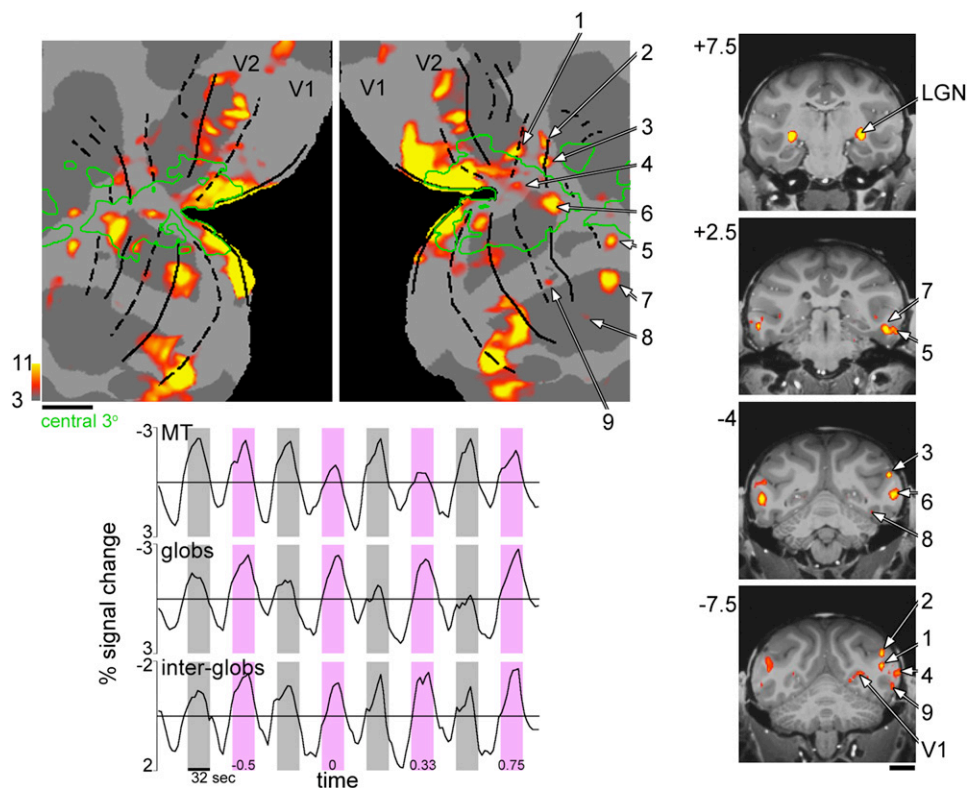 V2
V1
V2
V1
1
2
3
4
6
5
7
8
9
11
3
central 3°
+7.5
LGN
+2.5
7
5
-4
3
6
8
-7.5
2
1
4
9
V1
% signal change
-3
MT
3
-3
globs
3
-2
inter-globs
2
32 sec
-0.5
0
0.33
0.75
time